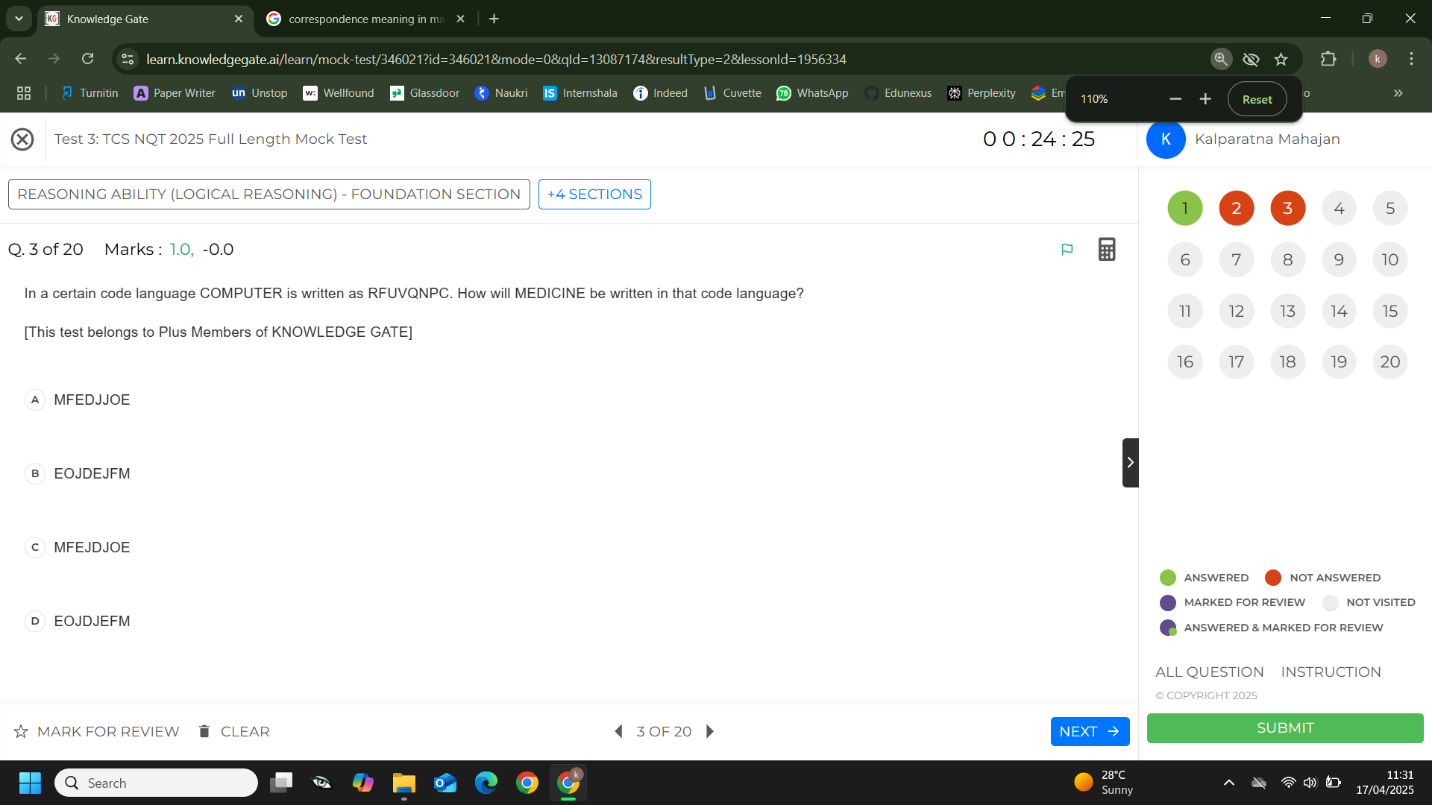 Knowledge Gate
correspondence meaning in ma
learn.knowledgegate.ai/learn/mock-test/346021?id=346021&mode=0&qId=13087174&resultType=2&lessonId=1956334
k
Turnitin
Paper Writer
Unstop
Wellfound
Glassdoor
Naukri
Internshala
Indeed
Cuvette
WhatsApp
Edunexus
Perplexity
Em
110%
Reset
o
Test 3: TCS NQT 2025 Full Length Mock Test
00:24:25
K
Kalparatna Mahajan
REASONING ABILITY (LOGICAL REASONING) - FOUNDATION SECTION
+4 SECTIONS
Q. 3 of 20 Marks : 1.0, -0.0
In a certain code language COMPUTER is written as RFUVQNPC. How will MEDICINE be written in that code language?
[This test belongs to Plus Members of KNOWLEDGE GATE]
A MFEDJJOE
B EOJDEJFM
C MFEJDJOE
D EOJDJEFM
1 2 3 4 5
6 7 8 9 10
11 12 13 14 15
16 17 18 19 20
ANSWERED NOT ANSWERED
MARKED FOR REVIEW NOT VISITED
ANSWERED & MARKED FOR REVIEW
ALL QUESTION INSTRUCTION
© COPYRIGHT 2025
SUBMIT
MARK FOR REVIEW
CLEAR
3 OF 20
NEXT
Search
28°C
Sunny
11:31
17/04/2025